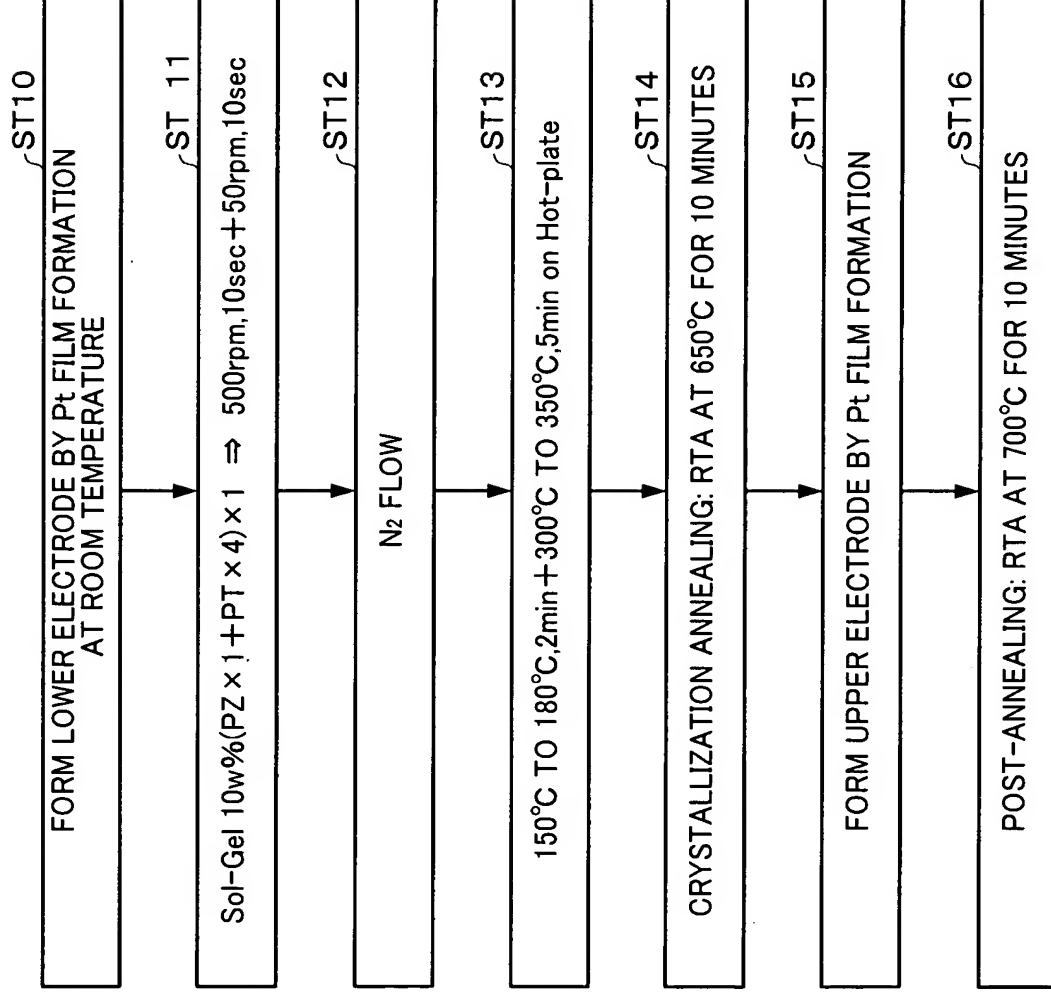 ST10
FORM LOWER ELECTRODE BY Pt FILM FORMATION
AT ROOM TEMPERATURE
ST 11
Sol-Gel 10w%(PZ × 1+PT × 4) × 1 ⇒ 500rpm,10sec+50rpm,10sec
ST12
N₂ FLOW
ST13
150°C TO 180°C,2min+300°C TO 350°C,5min on Hot-plate
ST14
CRYSTALLIZATION ANNEALING: RTA AT 650°C FOR 10 MINUTES
ST15
FORM UPPER ELECTRODE BY Pt FILM FORMATION
ST16
POST-ANNEALING: RTA AT 700°C FOR 10 MINUTES